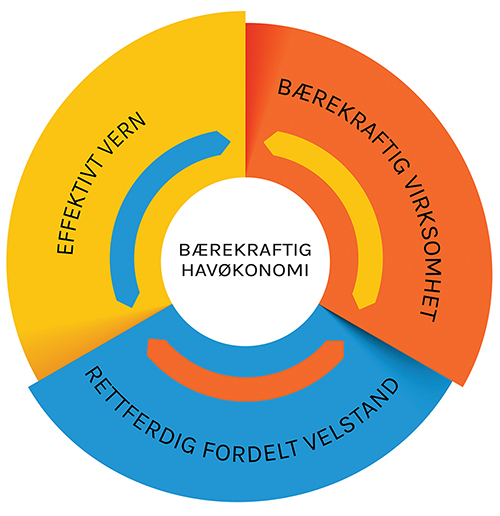 EFFEKTIVT VERN
BÆREKRAFTIG VIRKSOMHET
BÆREKRAFTIG
HAVØKONOMI
RETTFERDIG FORDELT VELSTAND